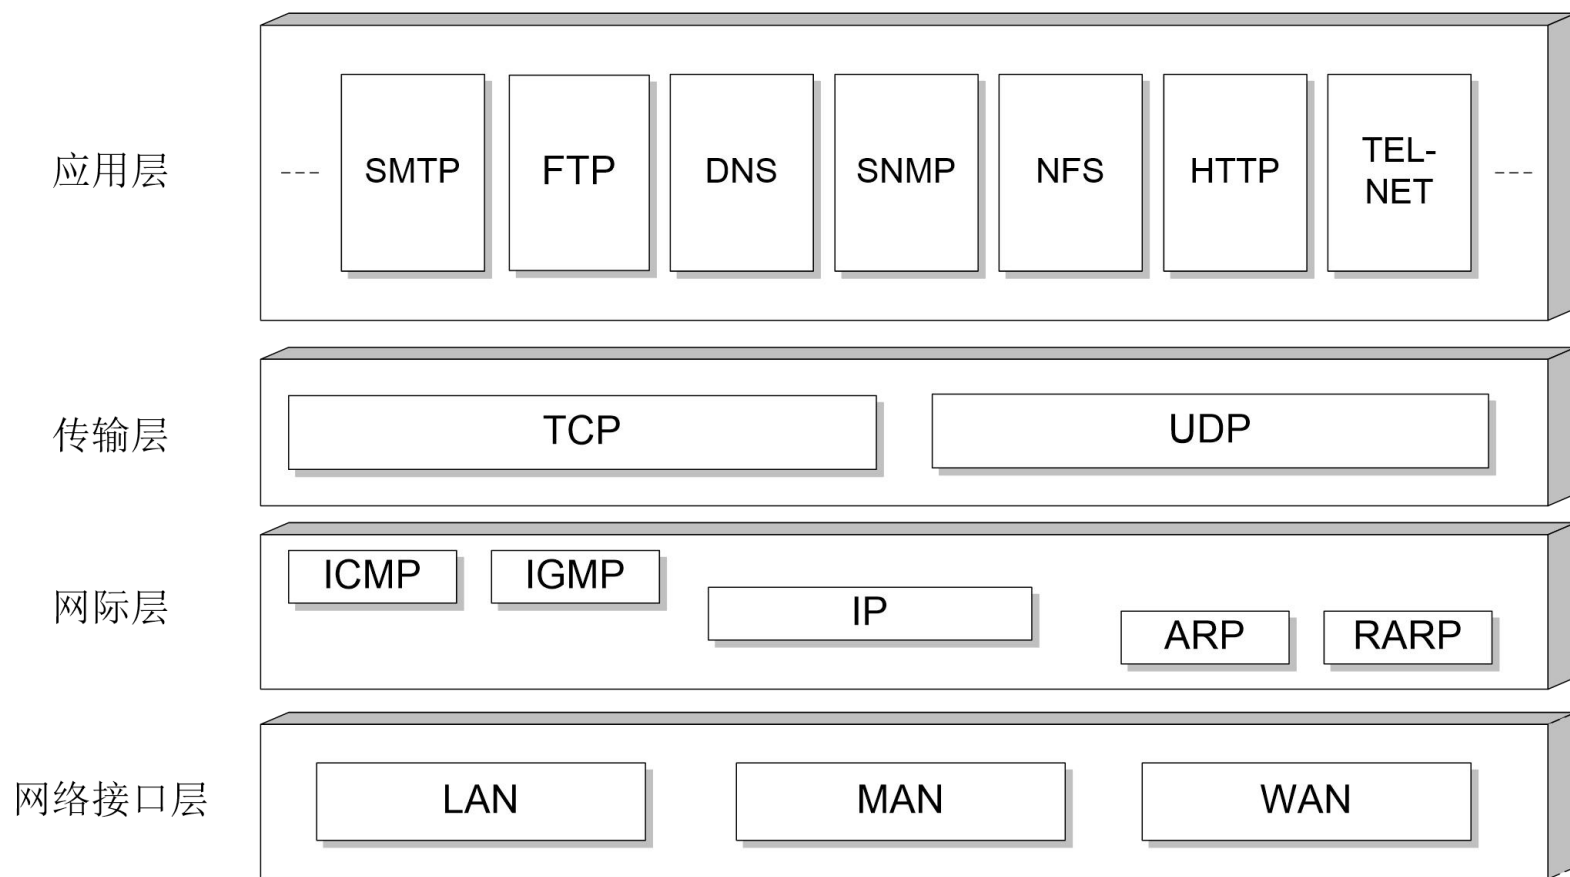 应用层
---
SMTP
FTP
DNS
SNMP
NFS
HTTP
TEL-
NET
---
传输层
TCP
UDP
网际层
ICMP
IGMP
IP
ARP
RARP
网络接口层
LAN
MAN
WAN